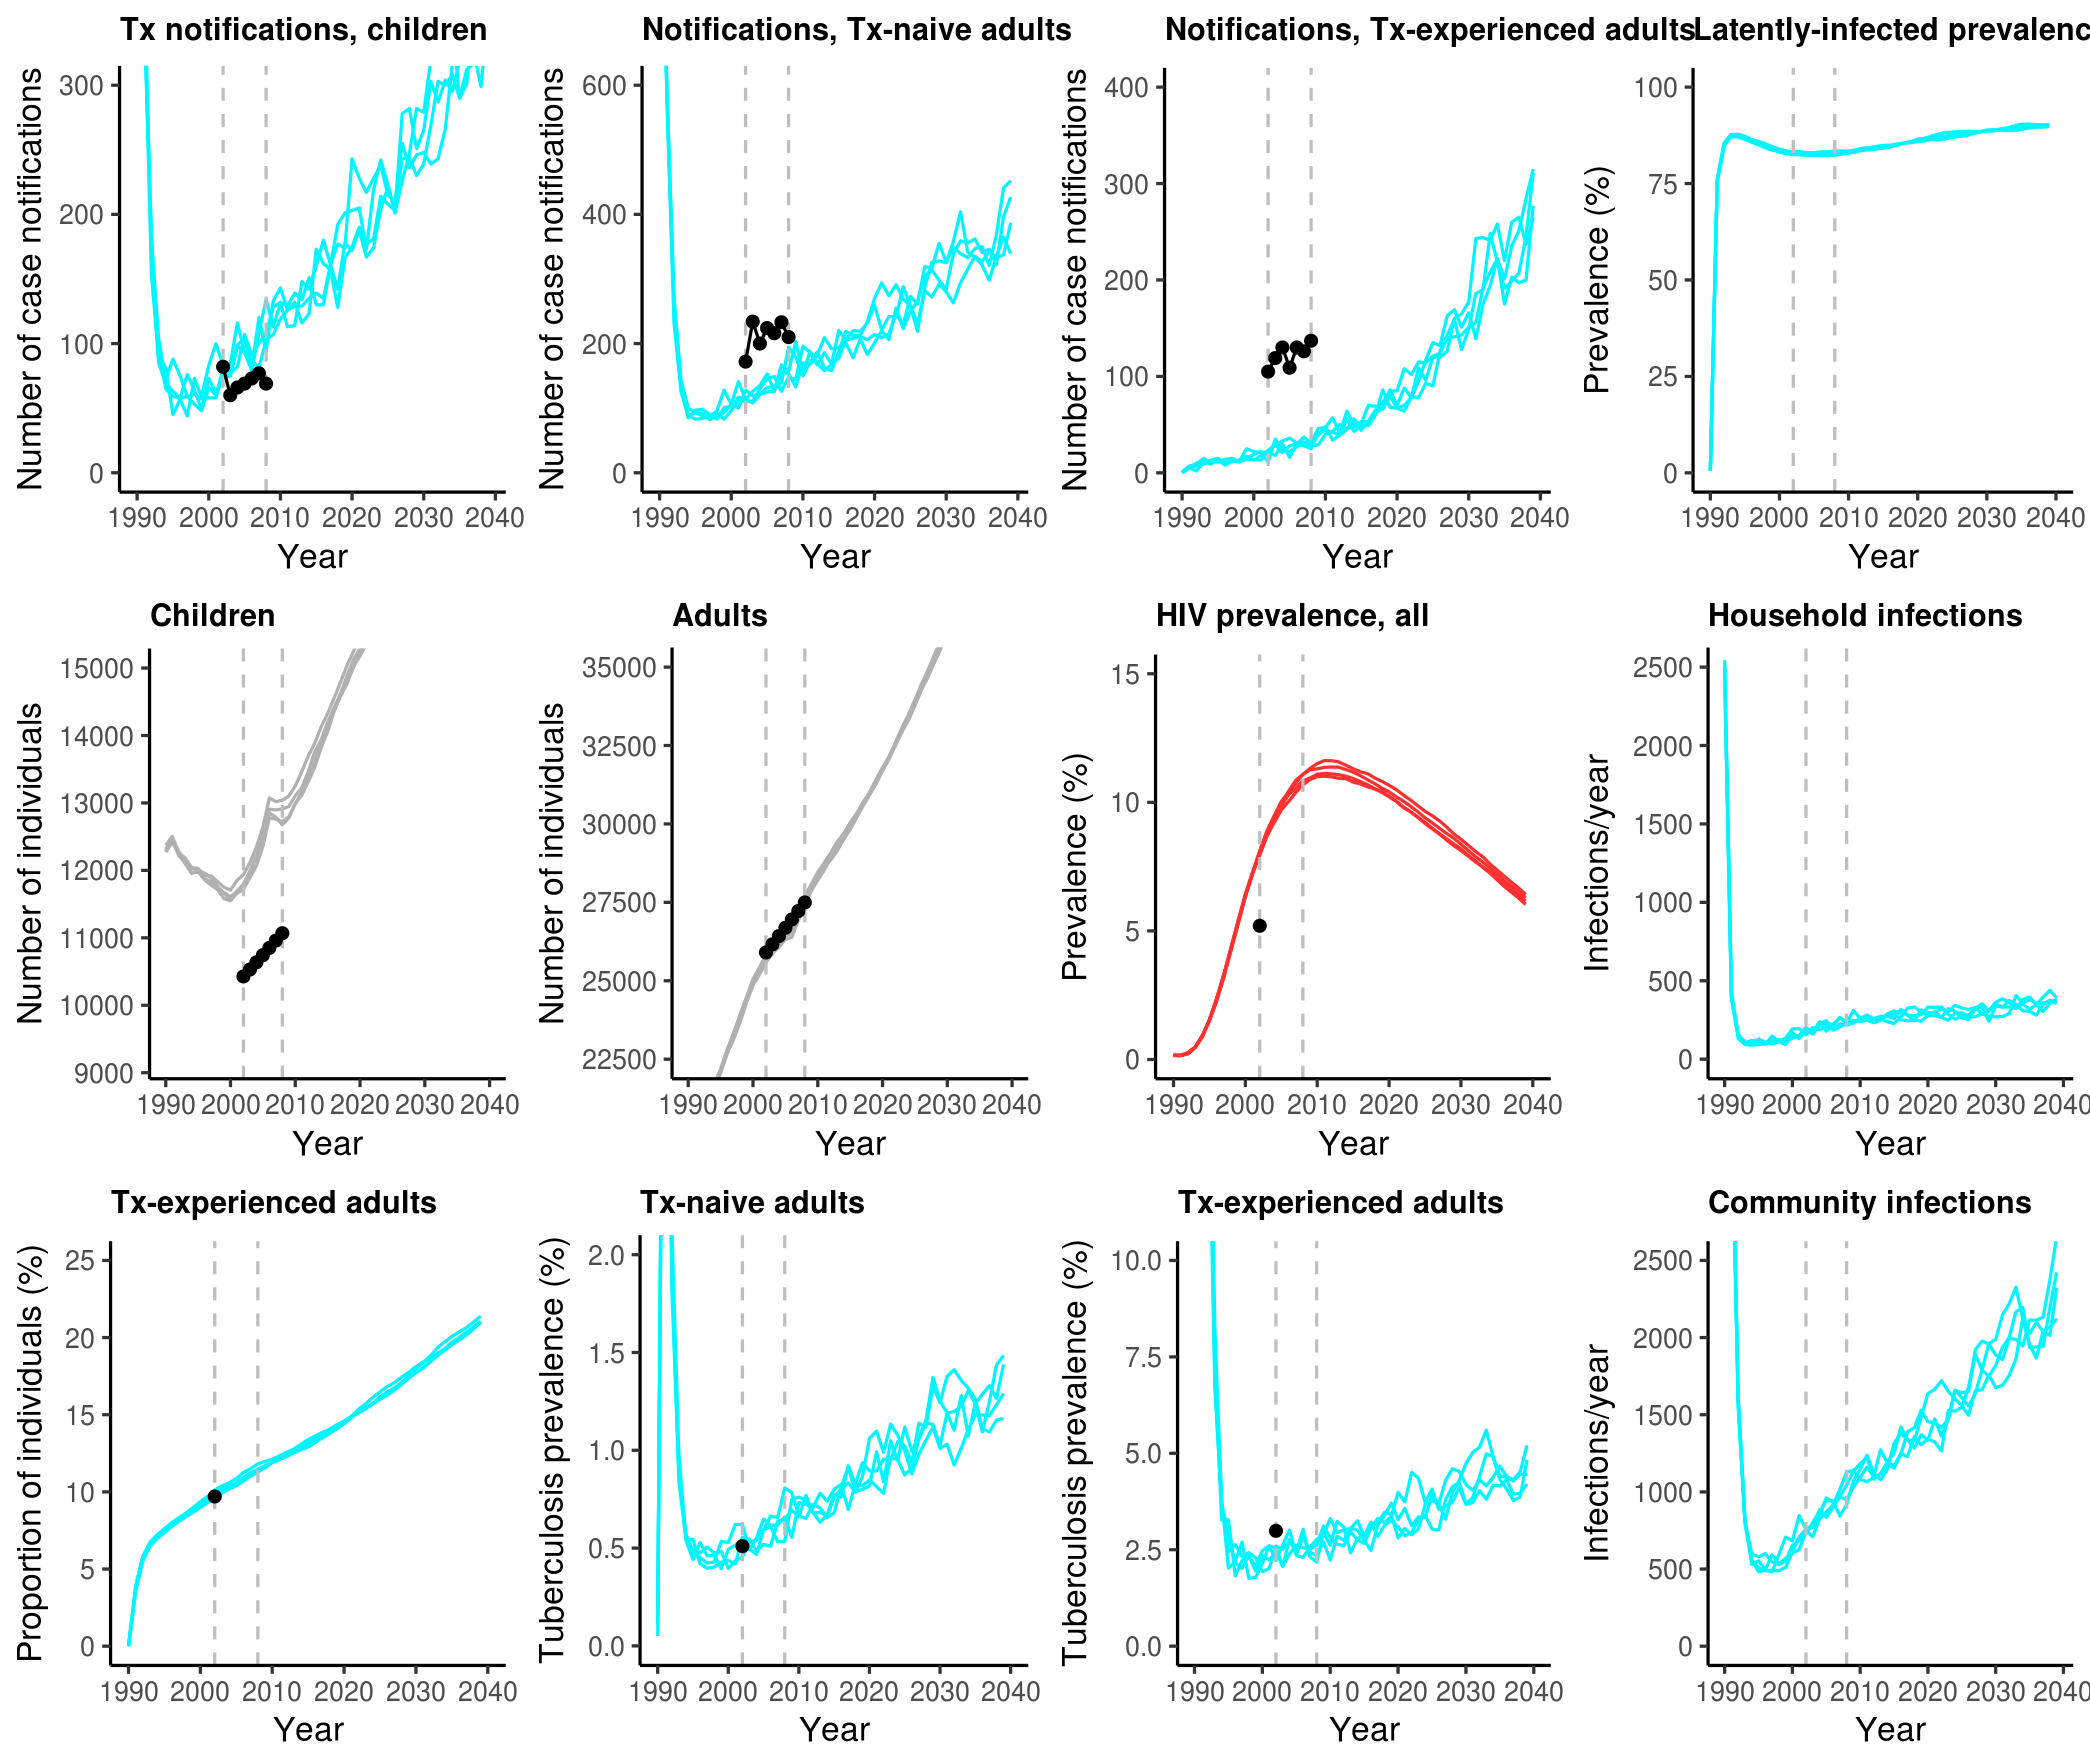 Tx notifications, children
Number of case notifications
300
200
100
0
1990 2000 2010 2020 2030 2040
Year
Notifications, Tx-naive adults
Number of case notifications
600
400
200
0
1990 2000 2010 2020 2030 2040
Year
Notifications, Tx-experienced adults
Number of case notifications
400
300
200
100
0
1990 2000 2010 2020 2030 2040
Year
Latently-infected prevalenc
Prevalence (%)
100
75
50
25
0
1990 2000 2010 2020 2030 2040
Year
Children
Number of individuals
15000
14000
13000
12000
11000
10000
9000
1990 2000 2010 2020 2030 2040
Year
Adults
Number of individuals
35000
32500
30000
27500
25000
22500
1990 2000 2010 2020 2030 2040
Year
HIV prevalence, all
Prevalence (%)
15
10
5
0
1990 2000 2010 2020 2030 2040
Year
Household infections
Infections/year
2500
2000
1500
1000
500
0
1990 2000 2010 2020 2030 2040
Year
Tx-experienced adults
Proportion of individuals (%)
25
20
15
10
5
0
1990 2000 2010 2020 2030 2040
Year
Tx-naive adults
Tuberculosis prevalence (%)
2.0
1.5
1.0
0.5
0.0
1990 2000 2010 2020 2030 2040
Year
Tx-experienced adults
Tuberculosis prevalence (%)
10.0
7.5
5.0
2.5
0.0
1990 2000 2010 2020 2030 2040
Year
Community infections
Infections/year
2500
2000
1500
1000
500
0
1990 2000 2010 2020 2030 2040
Year